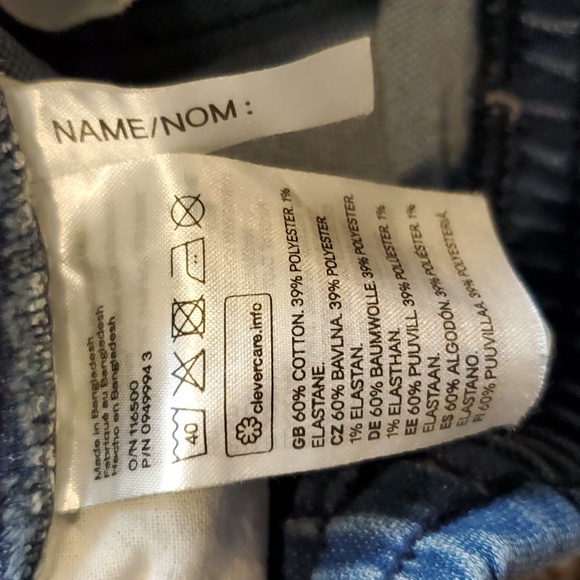 NAME/NOM :
Made in Bangladesh
Fabriqué au Bangladesh
Hecho en Bangladesh
O/N 116500
P/N 0949994 3
40
clevercare.info
GB 60% COTTON. 39% POLYESTER. 1%
ELASTANE.
CZ 60% BAVLNA. 39% POLYESTER
1% ELASTAN.
DE 60% BAUMWOLLE. 39% POLYESTER.
1% ELASTHAN.
EE 60% PUUVILL. 39% POLÜESTER. 1%
ELASTAAN.
ES 60% ALGODÓN. 39% POLIÉSTER. 1%
ELASTANO.
FI 60% PUUVILLAA 39% POLYESTERIÄ